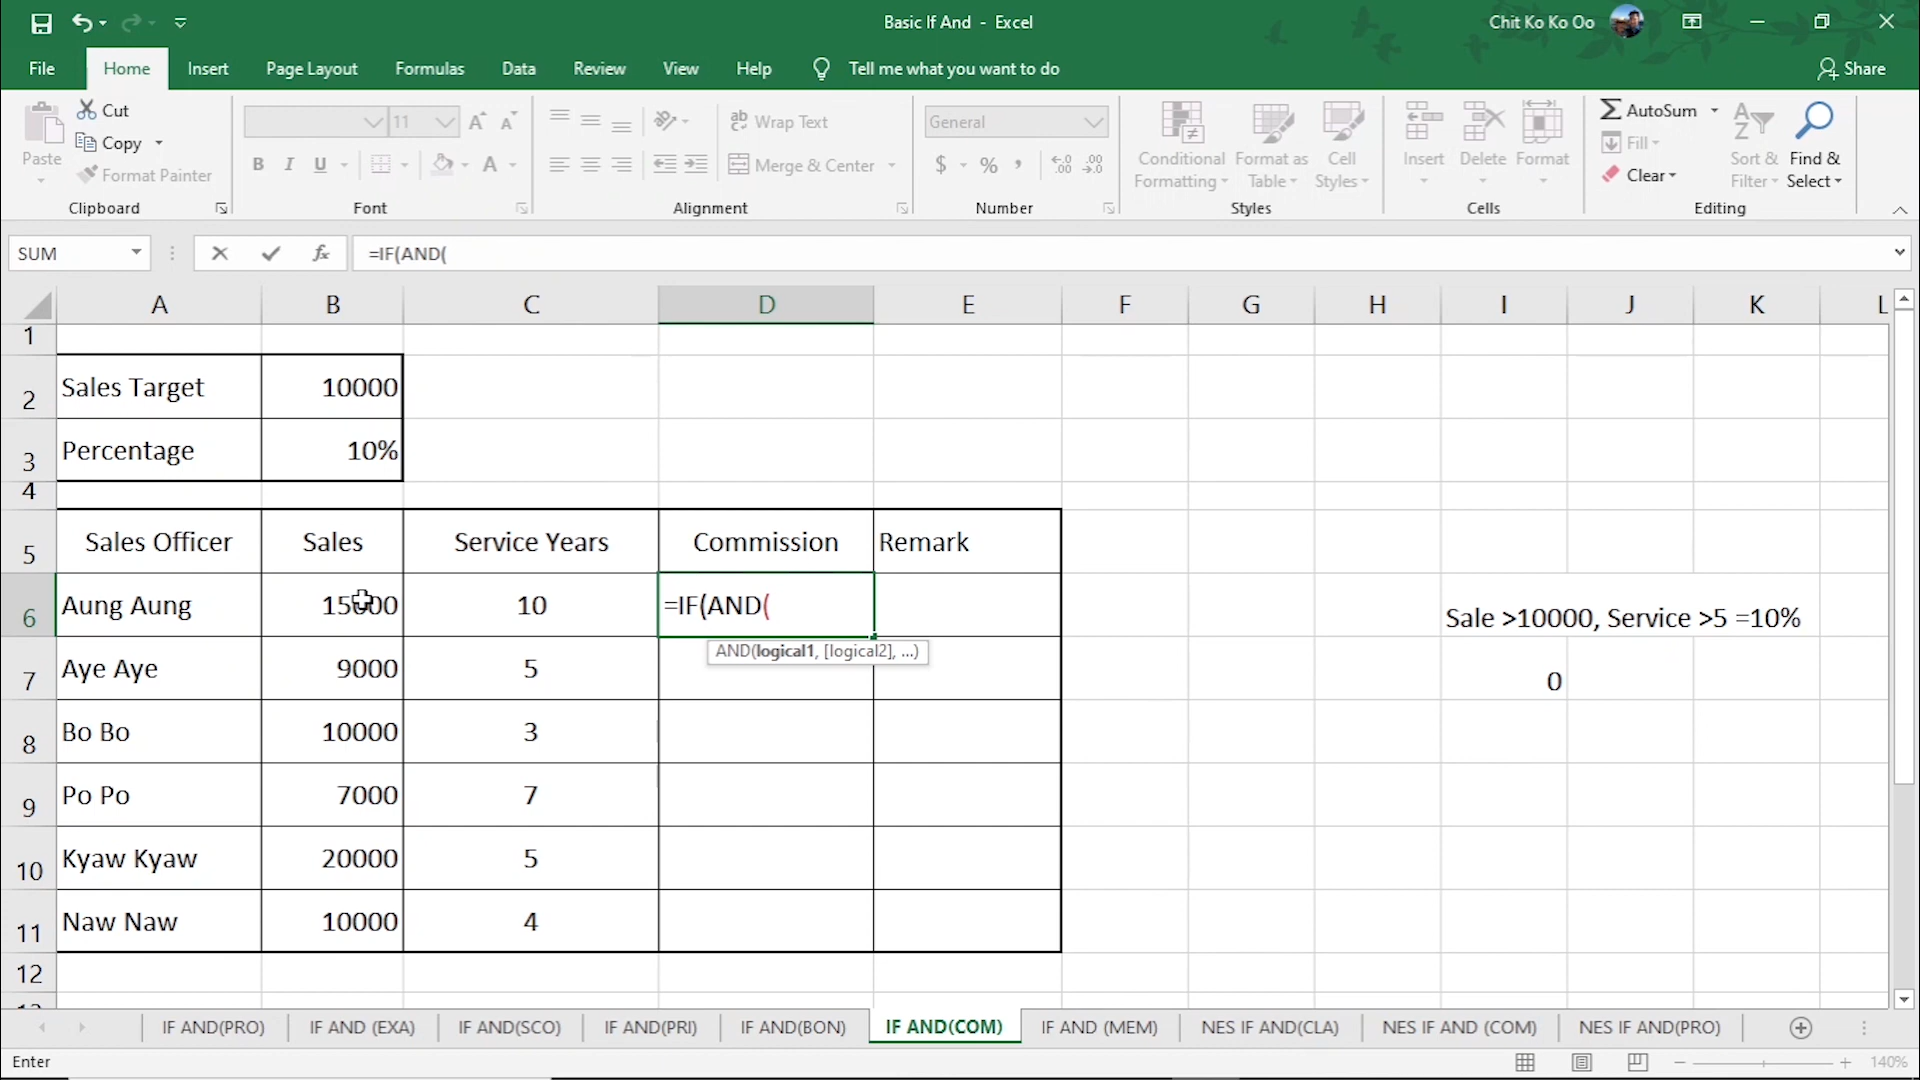 Basic If And - Excel
Chit Ko Ko Oo
File Home Insert Page Layout Formulas Data Review View Help Tell me what you want to do Share
Paste Cut Copy Format Painter Clipboard
11 B I U A A A Font
ab Wrap Text Merge & Center Alignment
General $ % , Number
Conditional Formatting Format as Table Cell Styles Styles
Insert Delete Format Cells
AutoSum Fill Clear Sort & Filter Find & Select Editing
SUM fx =IF(AND(
A B C D E F G H I J K L
1
2 Sales Target 10000
3 Percentage 10%
4
5 Sales Officer Sales Service Years Commission Remark
6 Aung Aung 15000 10 =IF(AND( Sale >10000, Service >5 =10%
AND(logical1, [logical2], ...)
7 Aye Aye 9000 5 0
8 Bo Bo 10000 3
9 Po Po 7000 7
10 Kyaw Kyaw 20000 5
11 Naw Naw 10000 4
12
IF AND(PRO) IF AND (EXA) IF AND(SCO) IF AND(PRI) IF AND(BON) IF AND(COM) IF AND (MEM) NES IF AND(CLA) NES IF AND (COM) NES IF AND(PRO)
Enter 140%